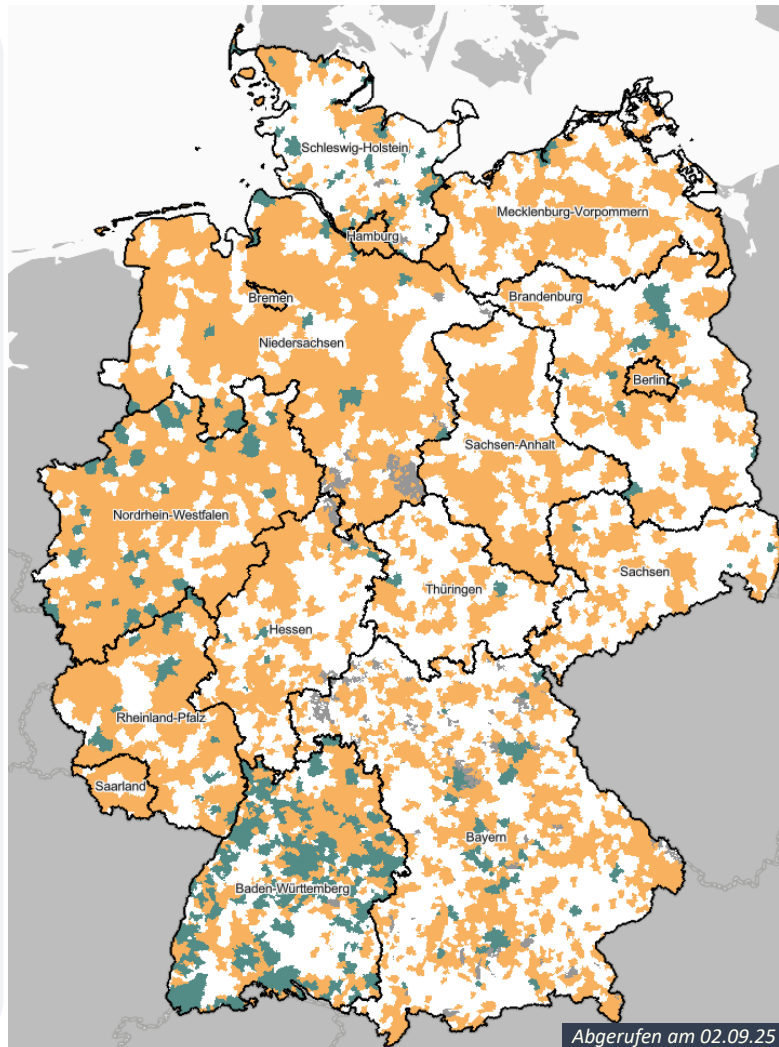 Schleswig-Holstein
Mecklenburg-Vorpommern
Hamburg
Bremen
Brandenburg
Niedersachsen
Berlin
Sachsen-Anhalt
Nordrhein-Westfalen
Sachsen
Thüringen
Hessen
Rheinland-Pfalz
Saarland
Bayern
Baden-Württemberg
Abgerufen am 02.09.25